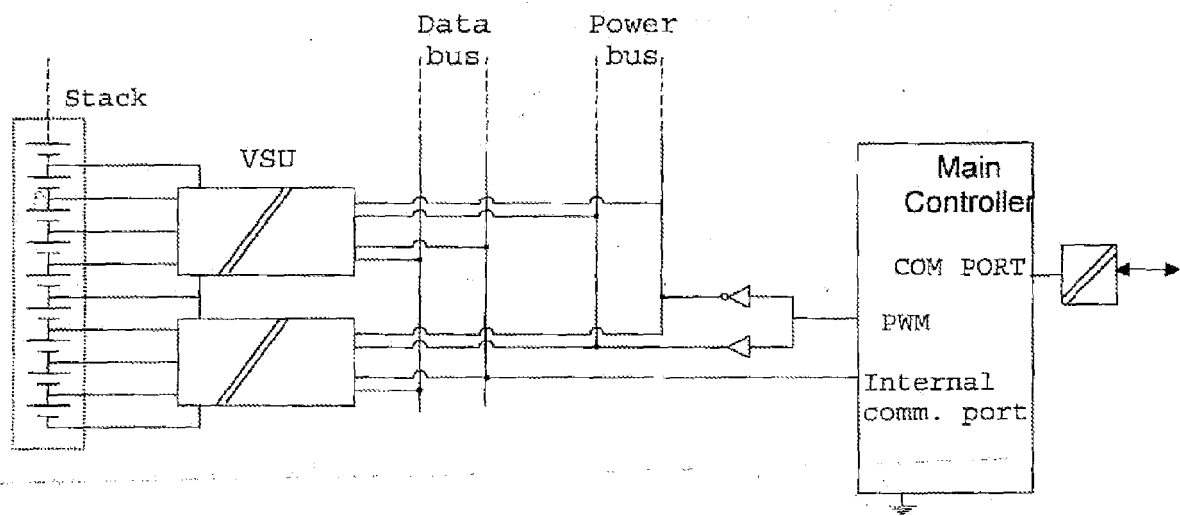 Data
bus
Power
bus
Stack
VSU
Main
Controller
COM PORT
PWM
Internal
comm. port